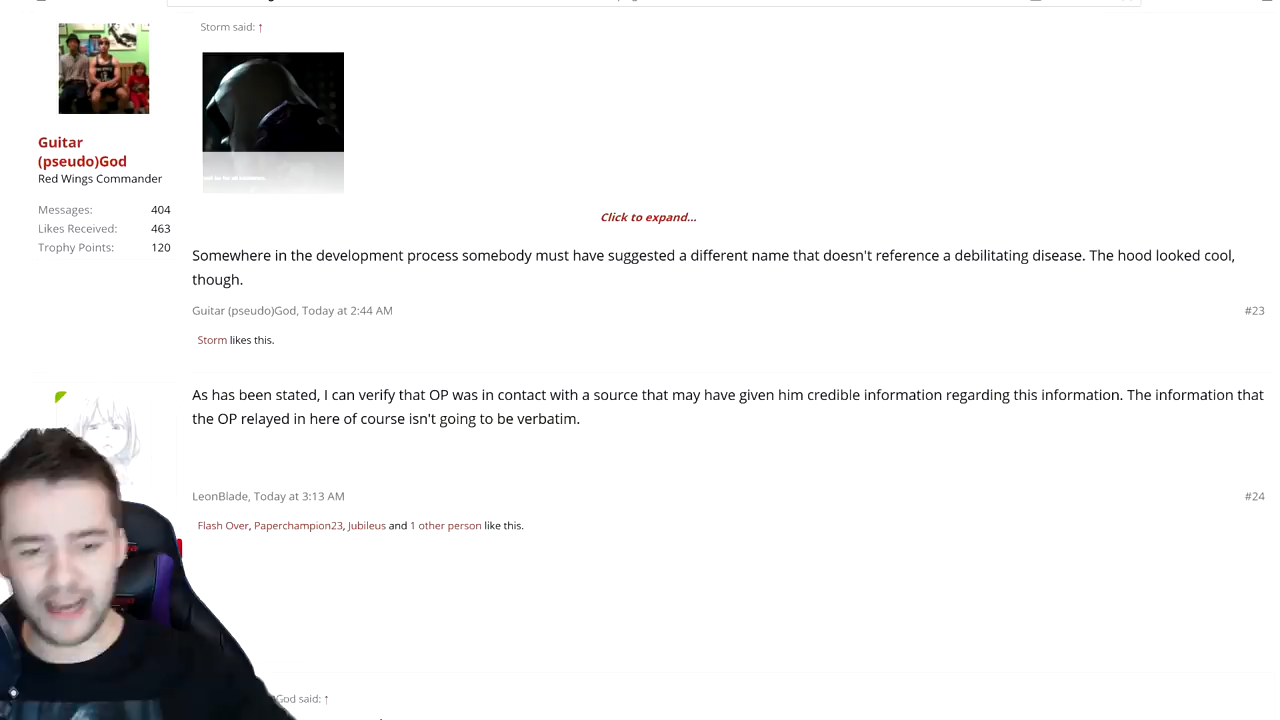 Storm said: ↑
Guitar
(pseudo)God
Red Wings Commander
Messages: 404
Likes Received: 463
Trophy Points: 120
Click to expand...
Somewhere in the development process somebody must have suggested a different name that doesn't reference a debilitating disease. The hood looked cool,
though.
Guitar (pseudo)God, Today at 2:44 AM #23
Storm likes this.
As has been stated, I can verify that OP was in contact with a source that may have given him credible information regarding this information. The information that
the OP relayed in here of course isn't going to be verbatim.
LeonBlade, Today at 3:13 AM #24
Flash Over, Paperchampion23, Jubileus and 1 other person like this.
God said: ↑